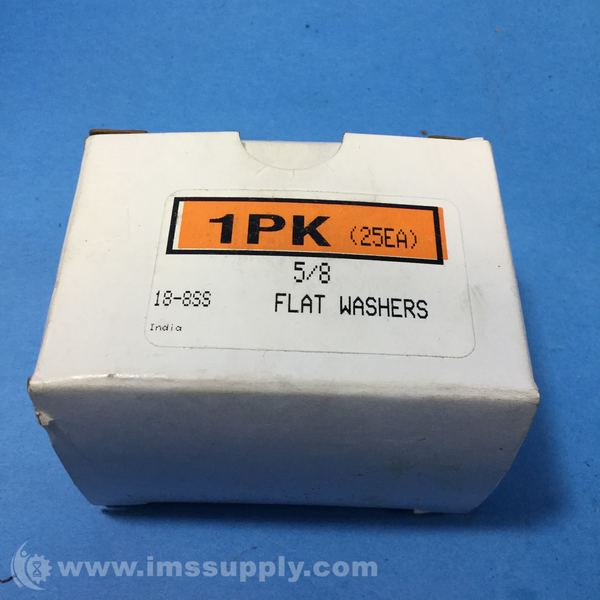 1PK (25EA)
5/8
18-8SS FLAT WASHERS
India
www.imssupply.com